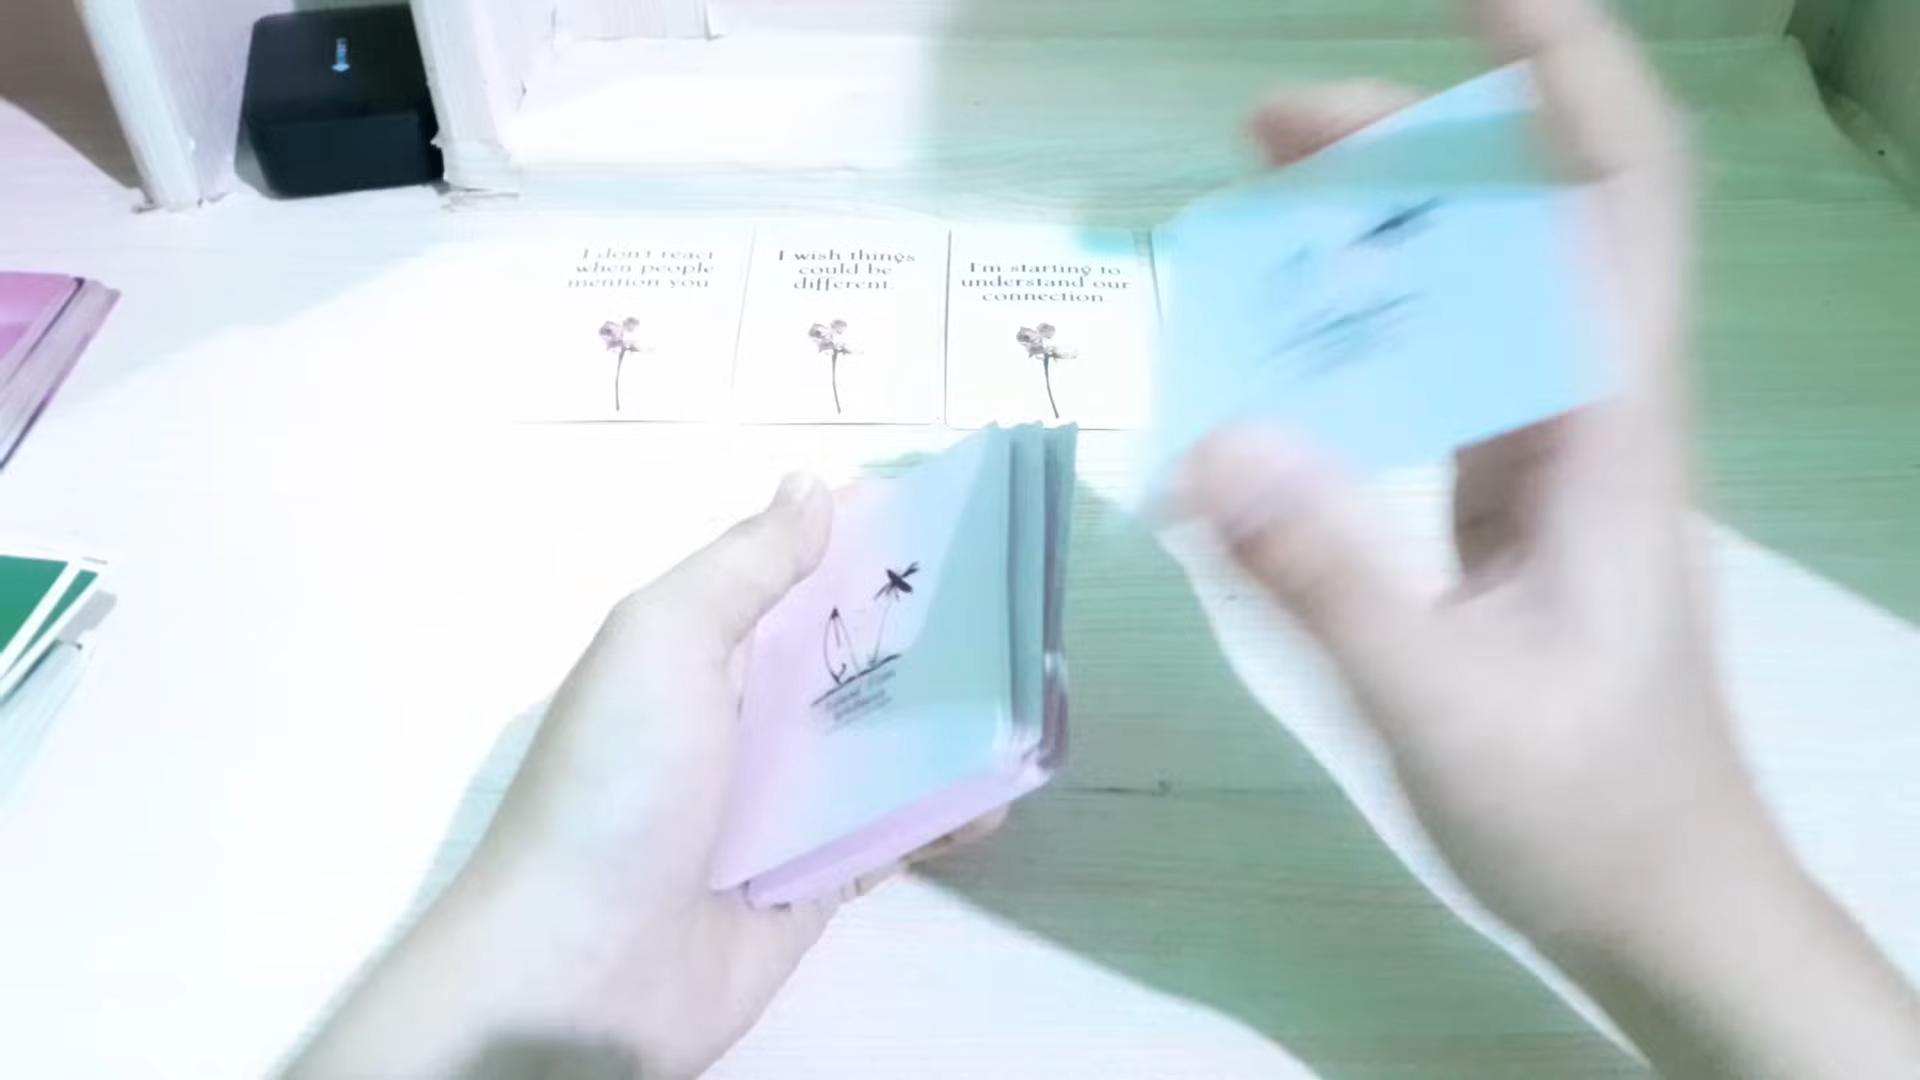 I don't react
when people
mention you
I wish things
could be
different.
I'm starting to
understand our
connection.